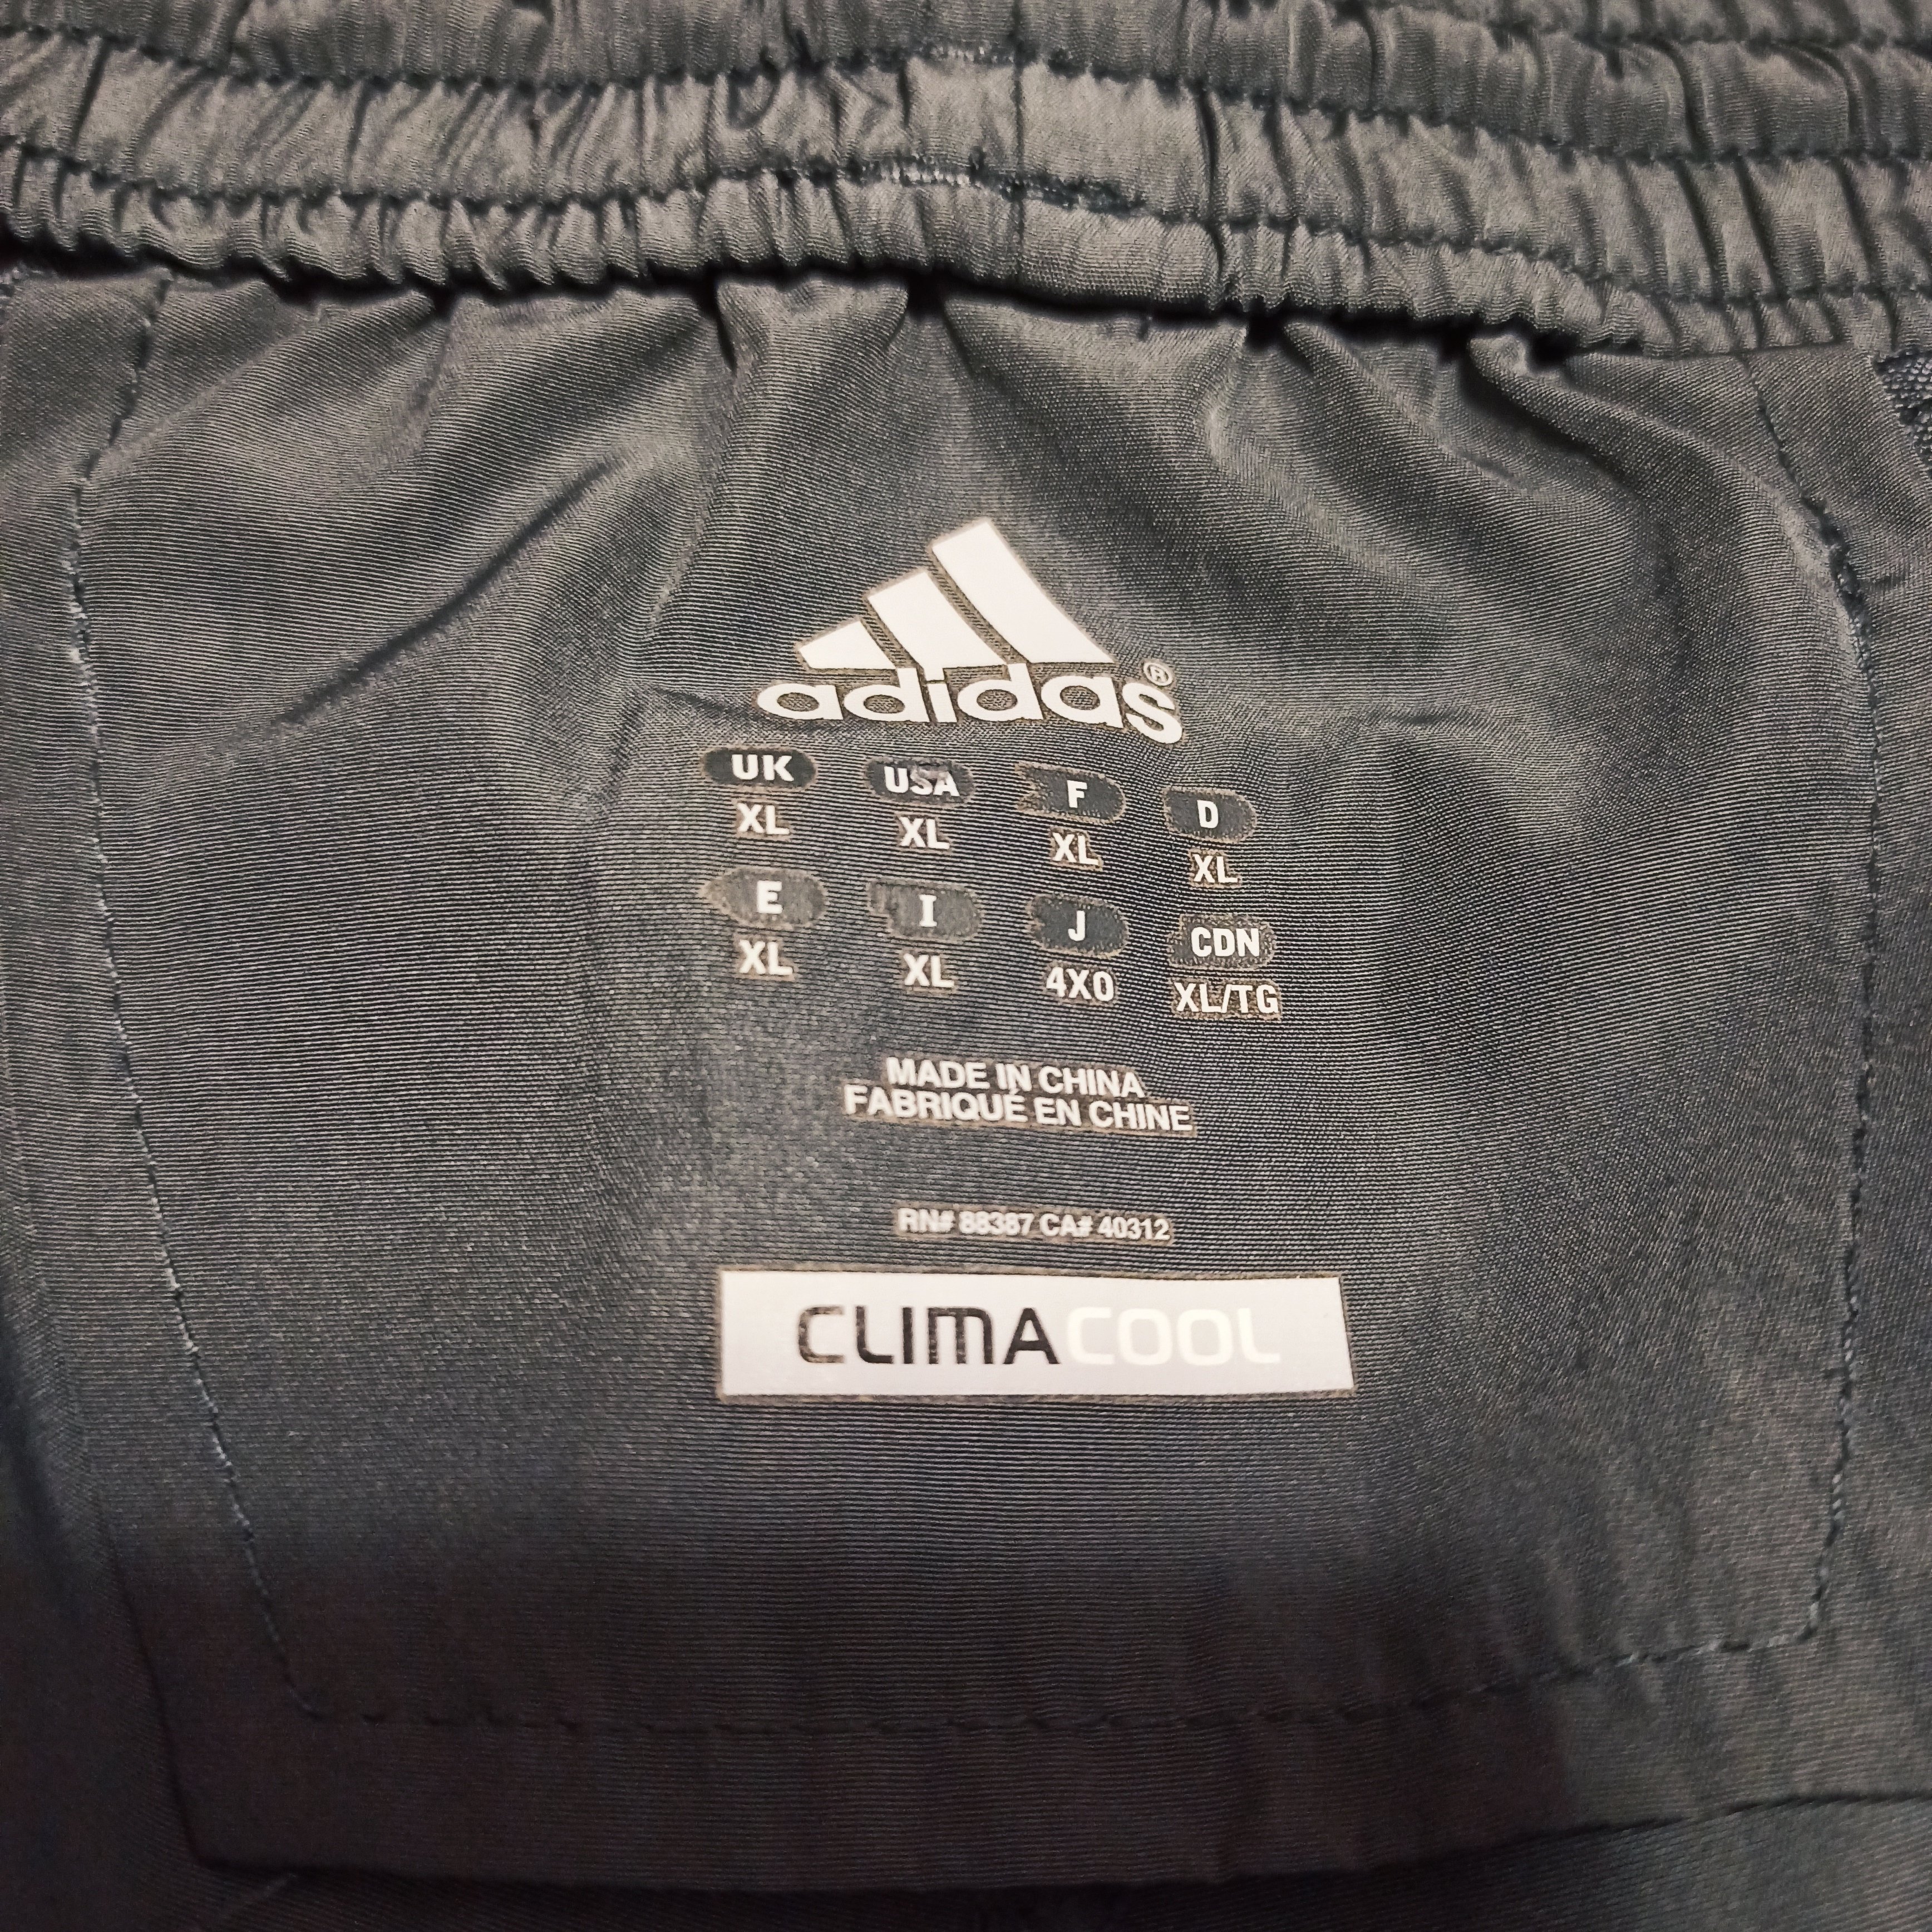 adidas®
UK USA F D
XL XL XL XL
E I J CDN
XL XL 4XO XL/TG
MADE IN CHINA
FABRIQUÉ EN CHINE
RN# 88387 CA# 40312
CLIMACOOL